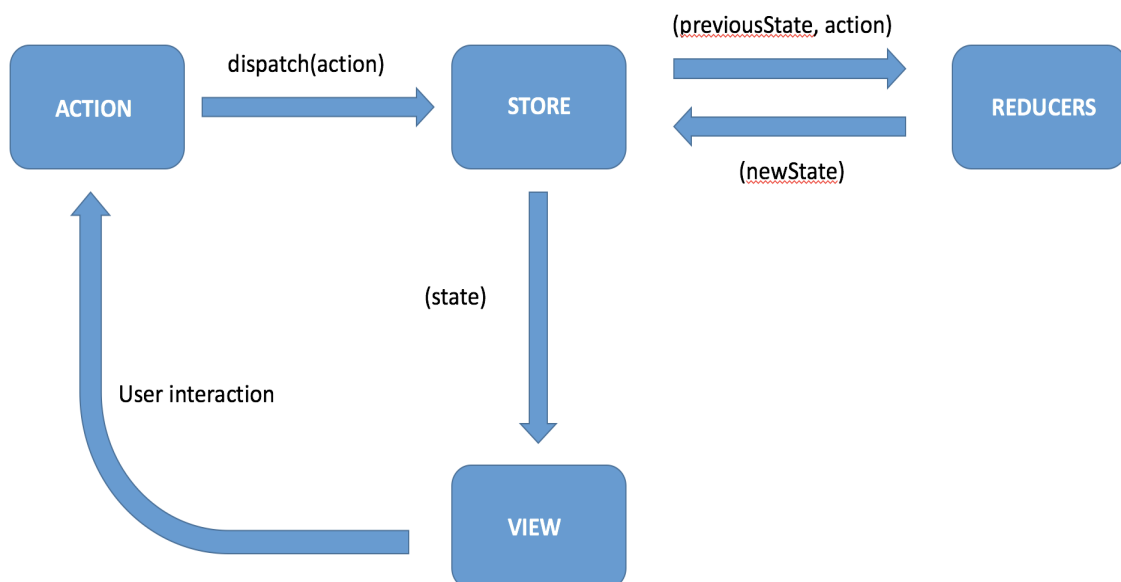 (previousState, action)
dispatch(action)
ACTION
STORE
REDUCERS
(newState)
(state)
User interaction
VIEW